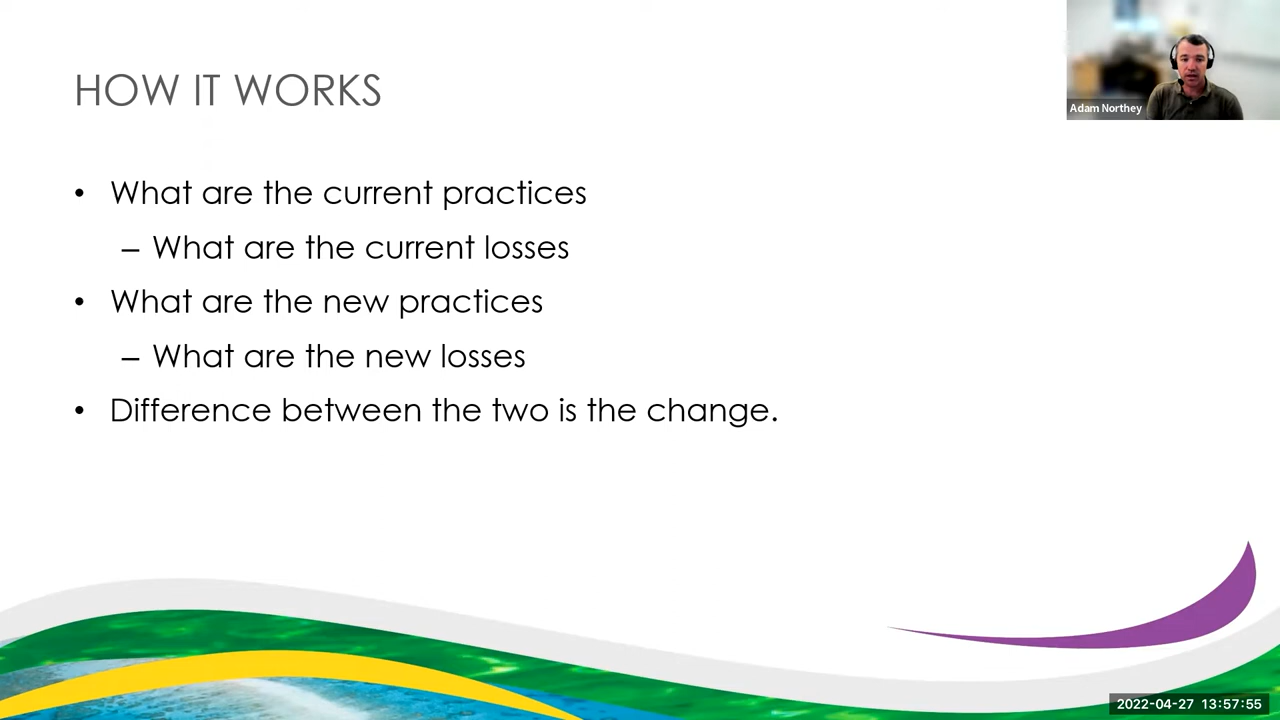 HOW IT WORKS
Adam Northey
• What are the current practices
– What are the current losses
• What are the new practices
– What are the new losses
• Difference between the two is the change.
2022-04-27 13:57:55